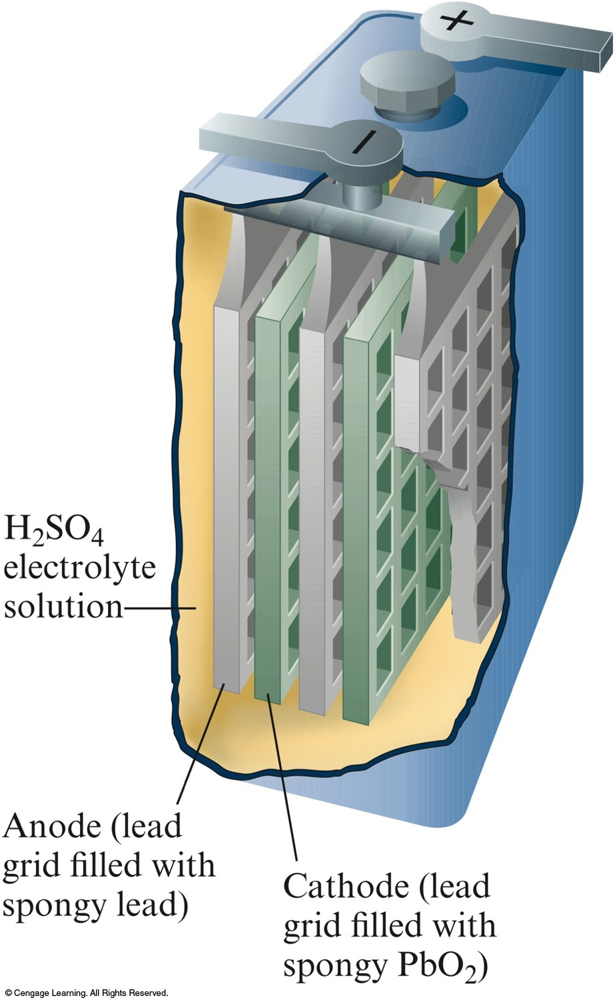 +
–
H₂SO₄
electrolyte
solution
Anode (lead
grid filled with
spongy lead)
Cathode (lead
grid filled with
spongy PbO₂)
© Cengage Learning. All Rights Reserved.